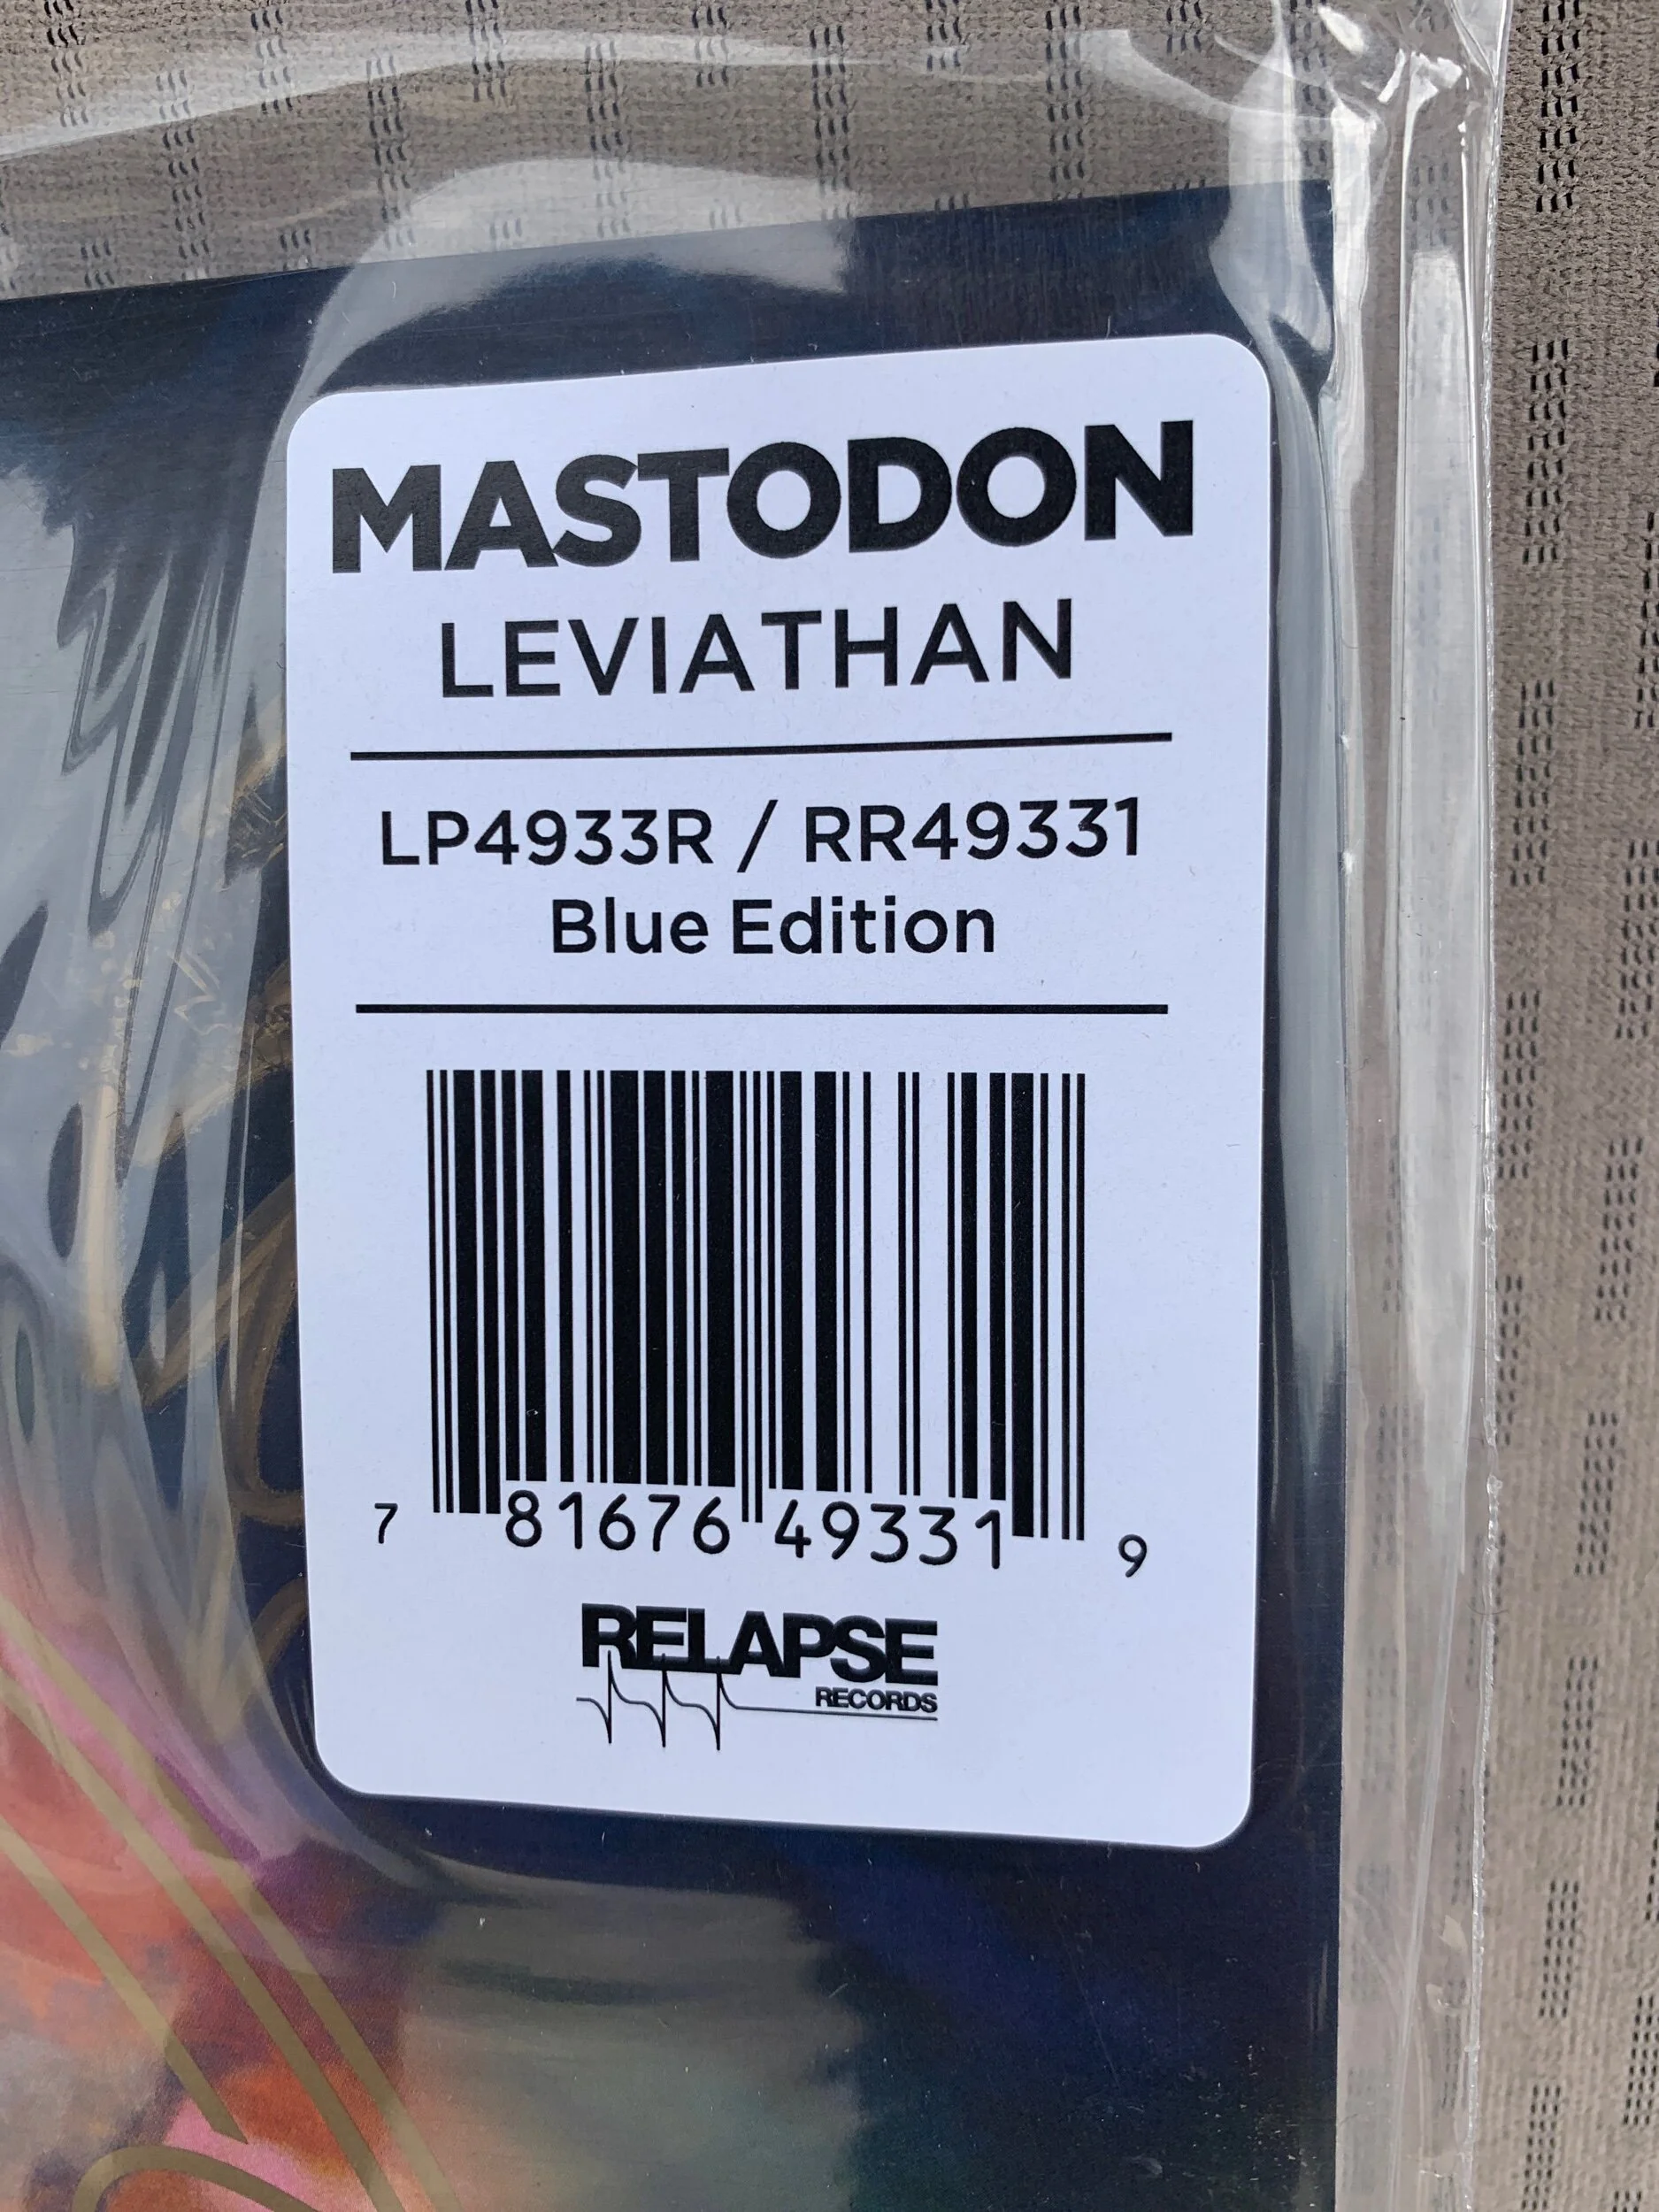 MASTODON
LEVIATHAN
LP4933R / RR49331
Blue Edition
7 81676 49331 9
RELAPSE
RECORDS